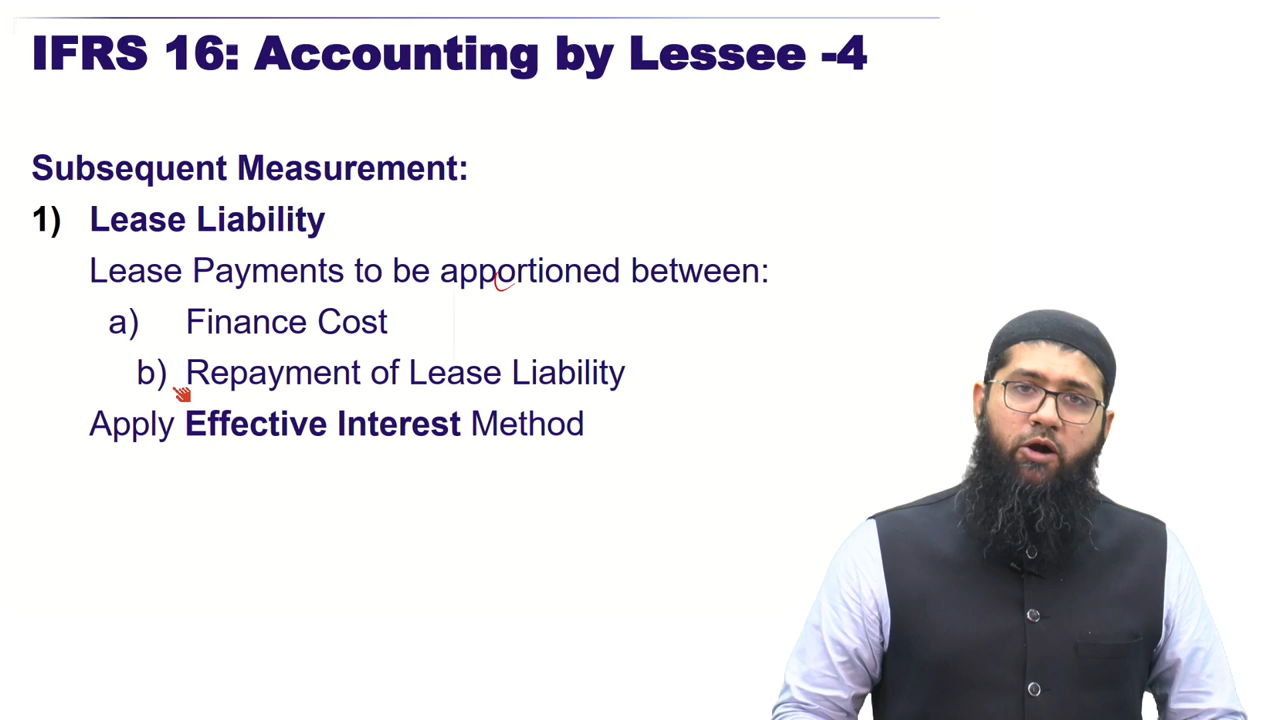 IFRS 16: Accounting by Lessee -4
Subsequent Measurement:
1) Lease Liability
Lease Payments to be apportioned between:
a) Finance Cost
b) Repayment of Lease Liability
Apply Effective Interest Method